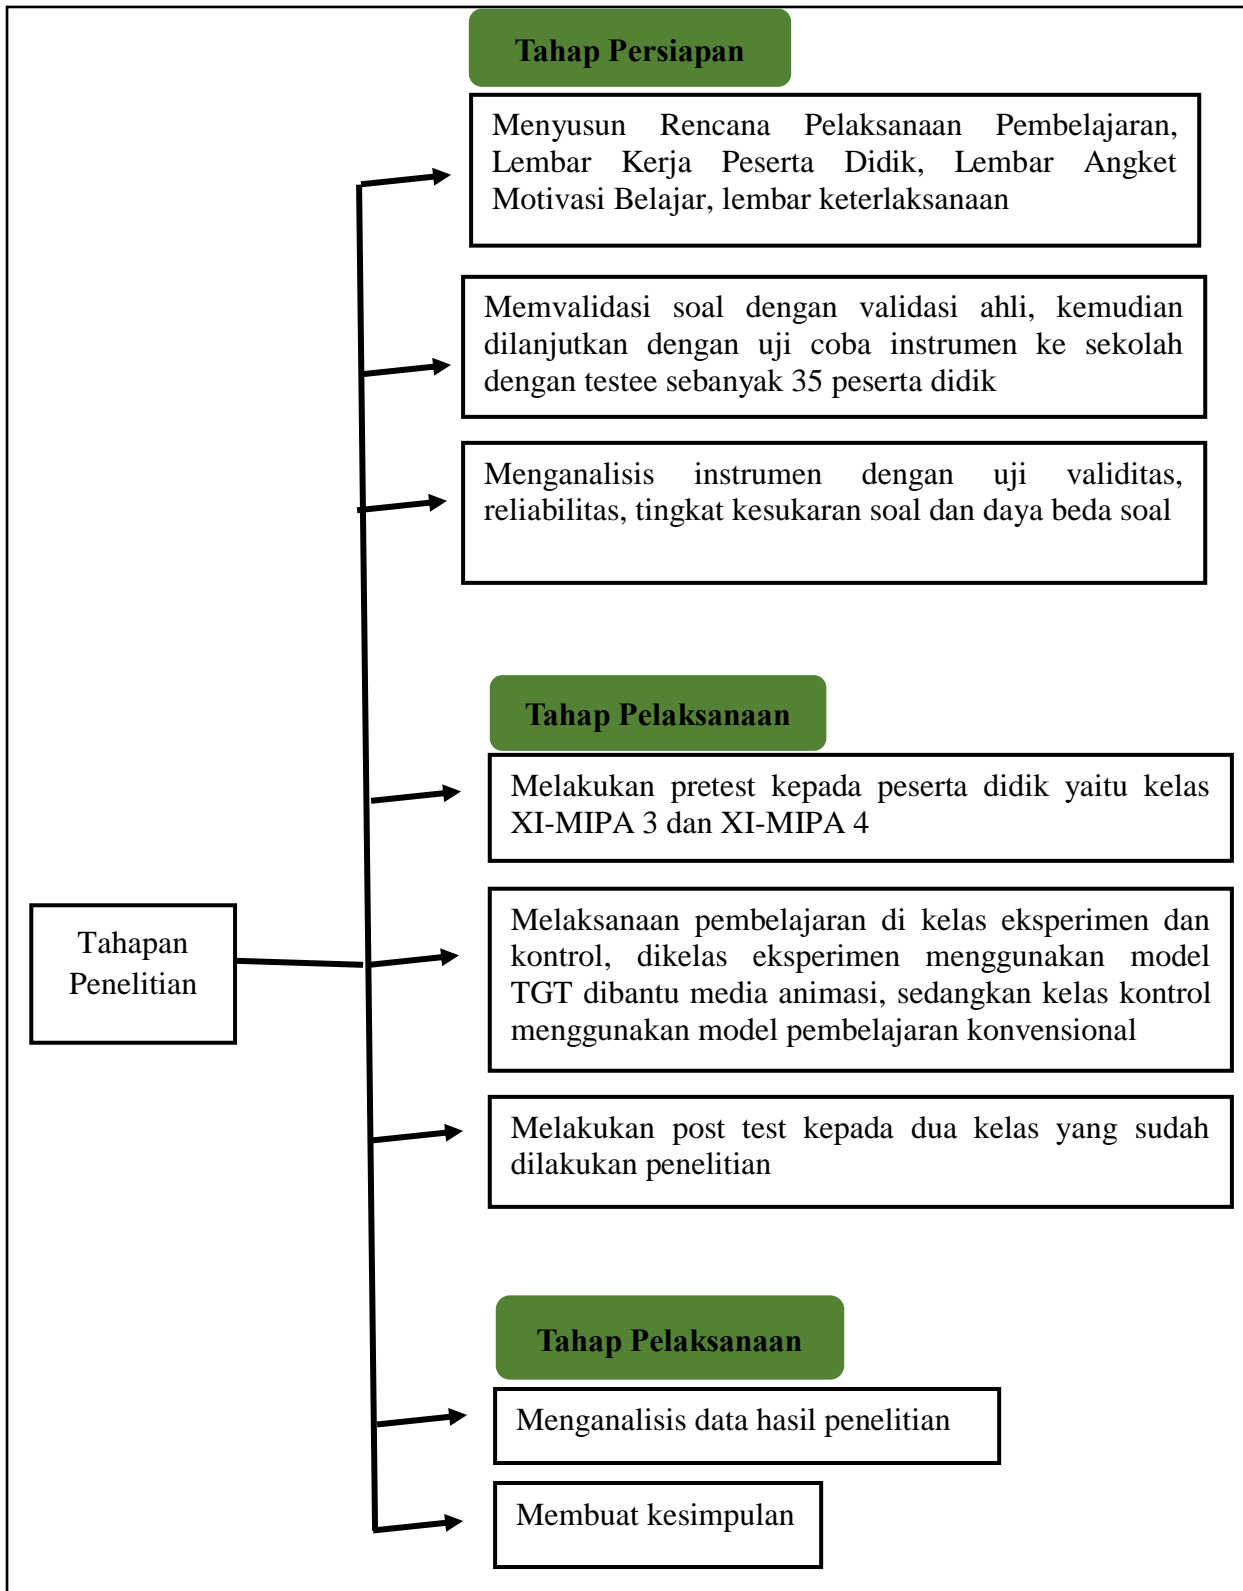 Tahap Persiapan
Menyusun Rencana Pelaksanaan Pembelajaran,
Lembar Kerja Peserta Didik, Lembar Angket
Motivasi Belajar, lembar keterlaksanaan
Memvalidasi soal dengan validasi ahli, kemudian
dilanjutkan dengan uji coba instrumen ke sekolah
dengan testee sebanyak 35 peserta didik
Menganalisis instrumen dengan uji validitas,
reliabilitas, tingkat kesukaran soal dan daya beda soal
Tahap Pelaksanaan
Melakukan pretest kepada peserta didik yaitu kelas
XI-MIPA 3 dan XI-MIPA 4
Tahapan
Penelitian
Melaksanaan pembelajaran di kelas eksperimen dan
kontrol, dikelas eksperimen menggunakan model
TGT dibantu media animasi, sedangkan kelas kontrol
menggunakan model pembelajaran konvensional
Melakukan post test kepada dua kelas yang sudah
dilakukan penelitian
Tahap Pelaksanaan
Menganalisis data hasil penelitian
Membuat kesimpulan